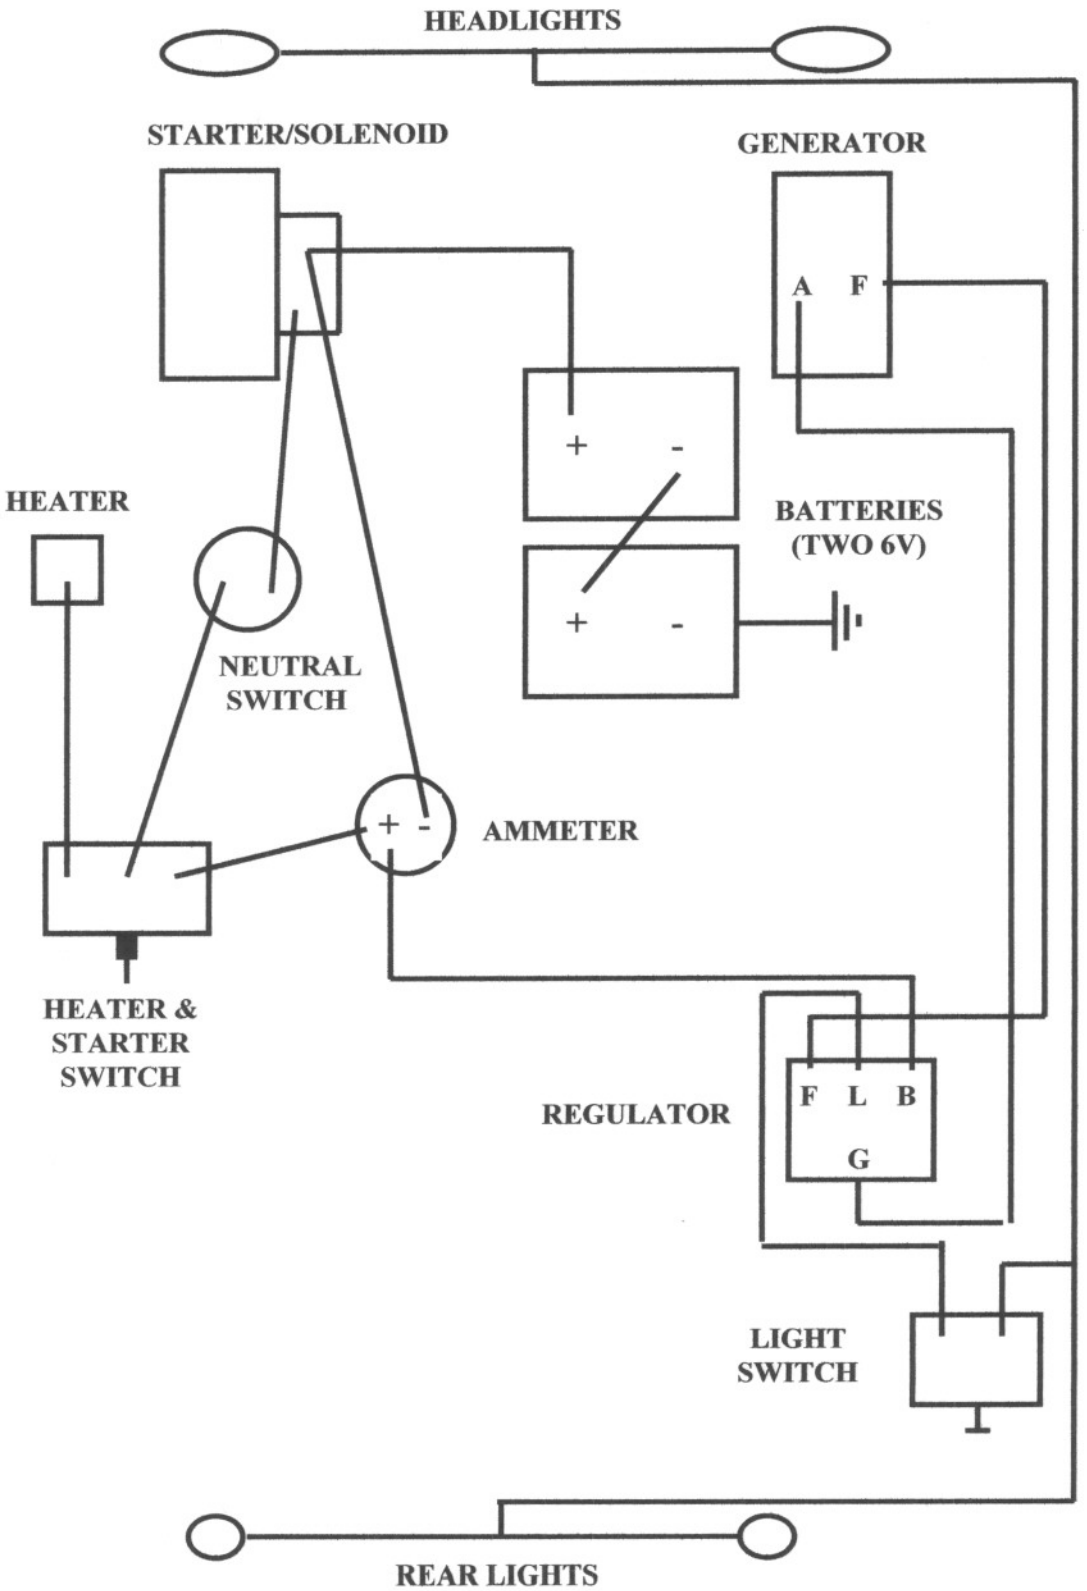 HEADLIGHTS
STARTER/SOLENOID
GENERATOR
A F
+ -
HEATER
BATTERIES
(TWO 6V)
+ -
NEUTRAL
SWITCH
+ -
AMMETER
HEATER &
STARTER
SWITCH
REGULATOR
F L B
G
LIGHT
SWITCH
REAR LIGHTS